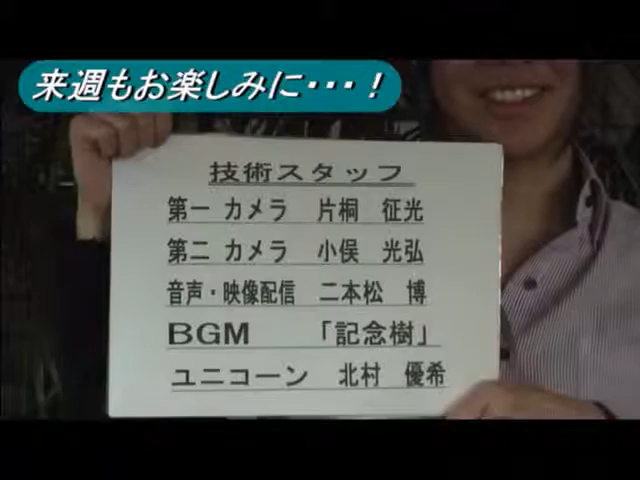 来週もお楽しみに・・・！
技術スタッフ
第一 カメラ 片桐 征光
第二 カメラ 小俣 光弘
音声・映像配信 二本松 博
BGM 「記念樹」
ユニコーン 北村 優希